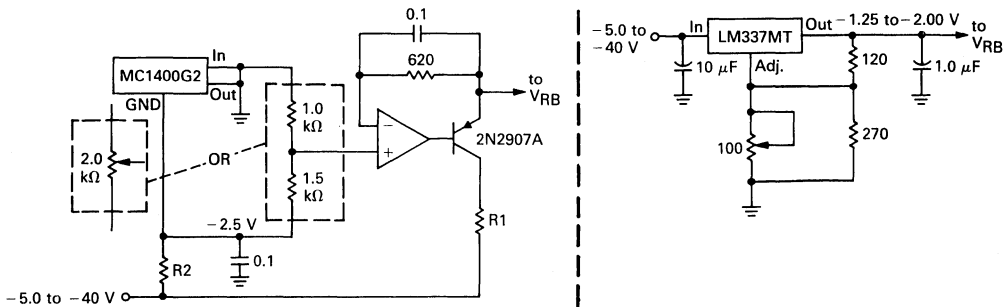 0.1
620
In
MC1400G2
Out
GND
to
V_RB
1.0
kΩ
−
+
2N2907A
2.0
kΩ
OR
1.5
kΩ
−2.5 V
0.1
R1
R2
−5.0 to −40 V
−5.0 to
−40 V
In
LM337MT
Out
−1.25 to −2.00 V
to
V_RB
10 μF
Adj.
120
1.0 μF
100
270